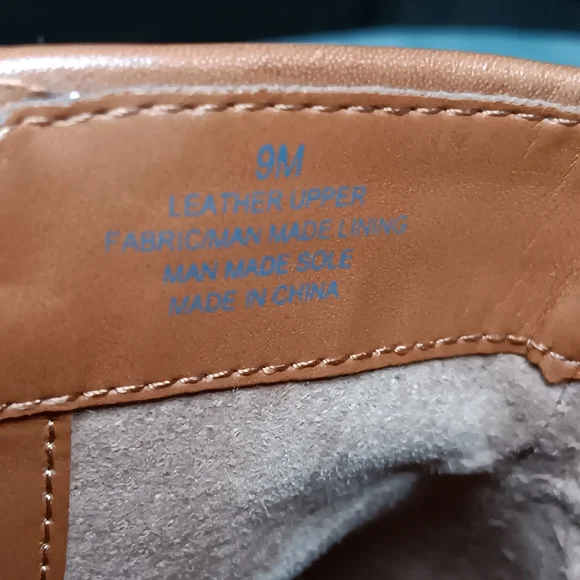 9M
LEATHER UPPER
FABRIC/MAN MADE LINING
MAN MADE SOLE
MADE IN CHINA